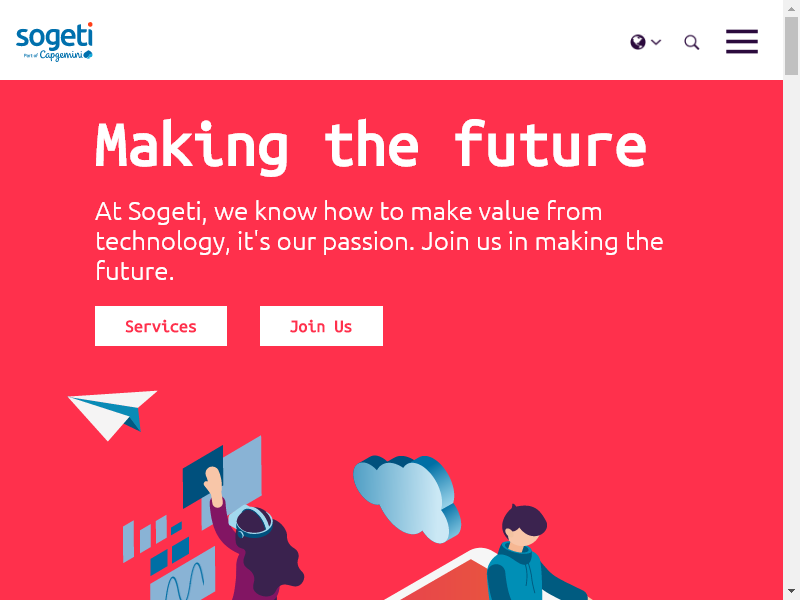 sogeti
Part of Capgemini
Making the future
At Sogeti, we know how to make value from
technology, it's our passion. Join us in making the
future.
Services
Join Us